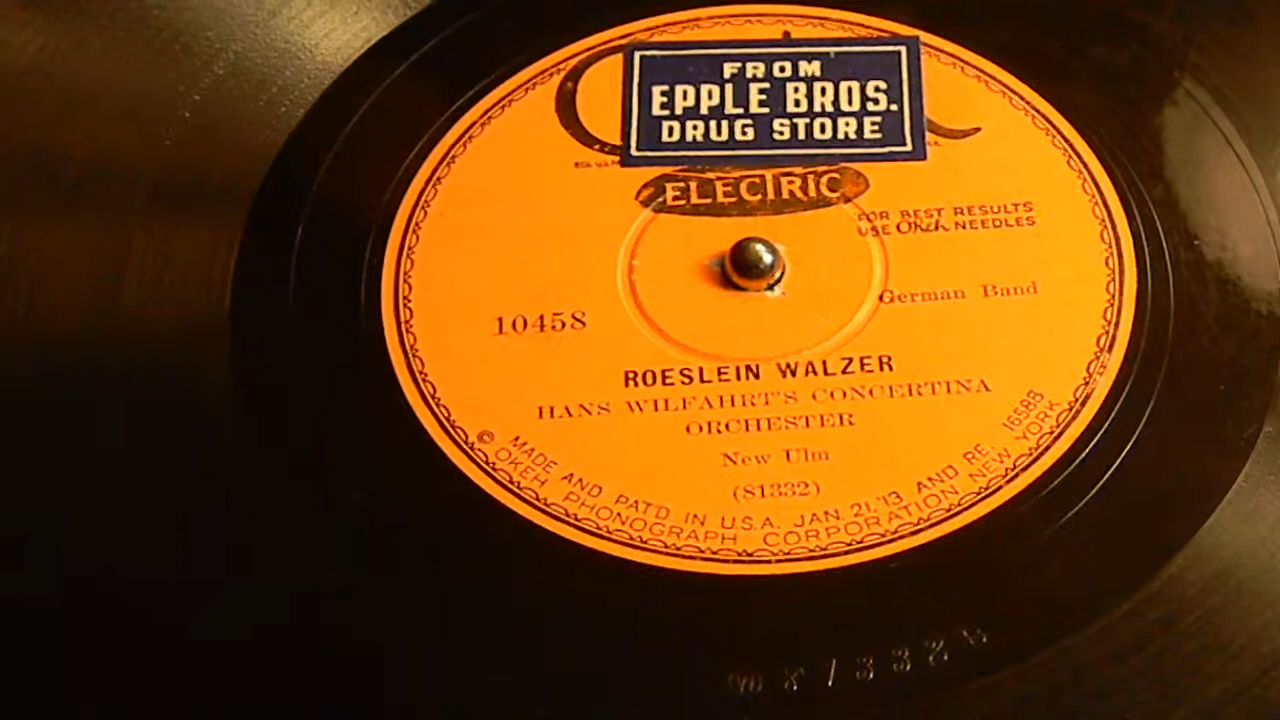 FROM
EPPLE BROS.
DRUG STORE
ELECTRIC
FOR BEST RESULTS
USE OKeh NEEDLES
German Band
10458
ROESLEIN WALZER
HANS WILFAHRT'S CONCERTINA
ORCHESTER
New Ulm
(81332)
MADE AND PAT'D IN U.S.A. JAN. 21, '13 AND RE. 16588
© OKEH PHONOGRAPH CORPORATION NEW YORK